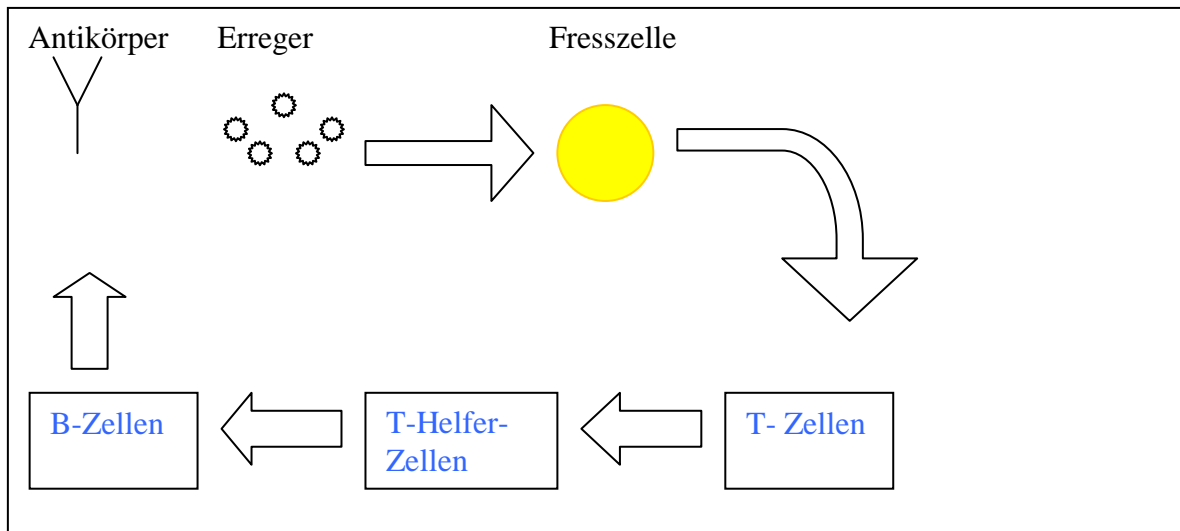 Antikörper Erreger Fresszelle
B-Zellen
T-Helfer-
Zellen
T- Zellen